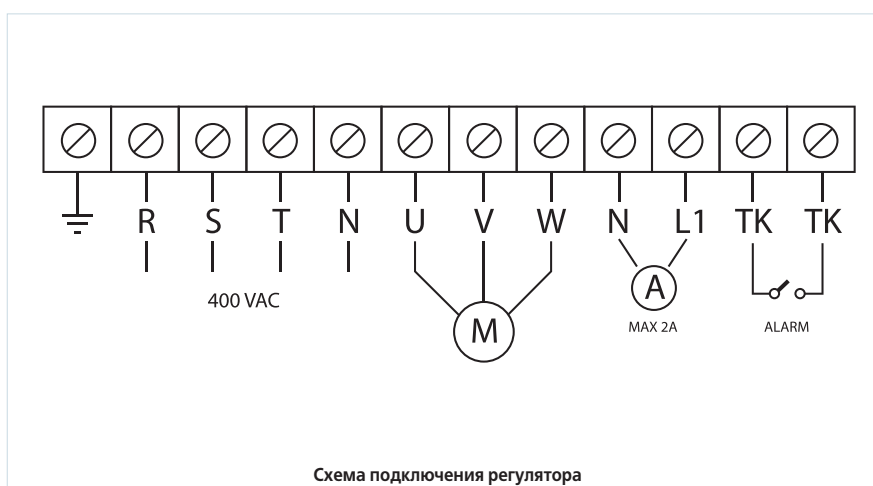 R S T N U V W N L1 TK TK
400 VAC
A
M
MAX 2A
ALARM
Схема подключения регулятора